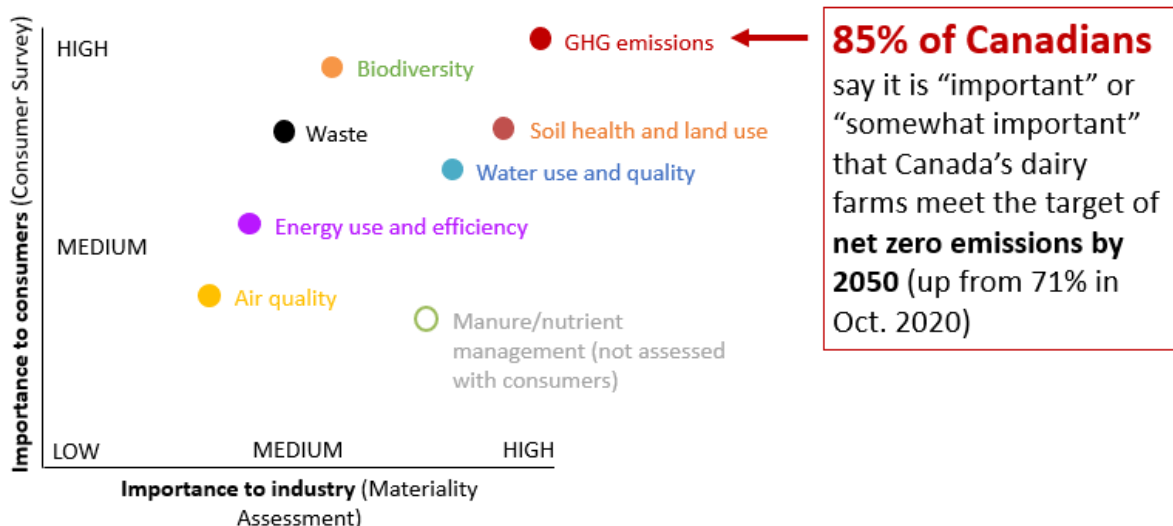 Importance to consumers (Consumer Survey)
HIGH
GHG emissions
Biodiversity
Waste
Soil health and land use
Water use and quality
Energy use and efficiency
MEDIUM
Air quality
Manure/nutrient
management (not assessed
with consumers)
LOW
MEDIUM
HIGH
Importance to industry (Materiality
Assessment)
85% of Canadians
say it is “important” or
“somewhat important”
that Canada’s dairy
farms meet the target of
net zero emissions by
2050 (up from 71% in
Oct. 2020)